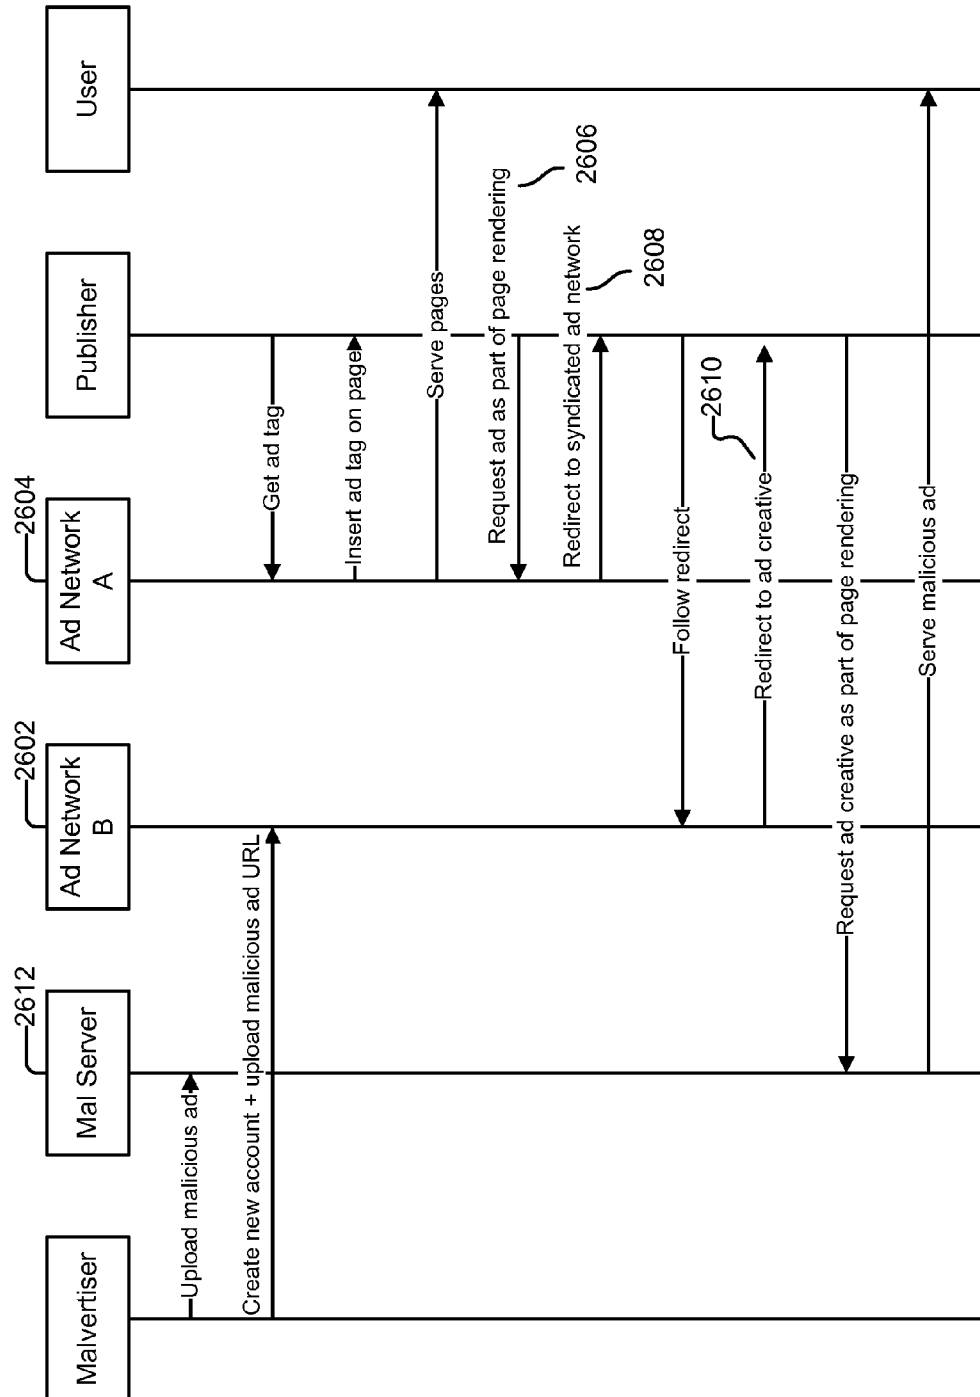 2612
2602
2604
Malvertiser
Mal Server
Ad Network
B
Ad Network
A
Publisher
User
Upload malicious ad
Create new account + upload malicious ad URL
Get ad tag
Insert ad tag on page
Serve pages
Request ad as part of page rendering
2606
Redirect to syndicated ad network
2608
Follow redirect
2610
Redirect to ad creative
Request ad creative as part of page rendering
Serve malicious ad